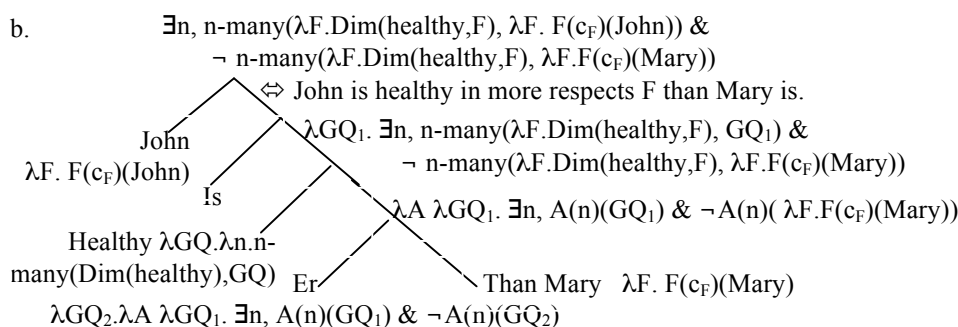 b. ∃n, n-many(λF.Dim(healthy,F), λF. F(c_F)(John)) &
¬ n-many(λF.Dim(healthy,F), λF.F(c_F)(Mary))
⇔ John is healthy in more respects F than Mary is.
John
λF. F(c_F)(John)
λGQ₁. ∃n, n-many(λF.Dim(healthy,F), GQ₁) &
¬ n-many(λF.Dim(healthy,F), λF.F(c_F)(Mary))
Is
λA λGQ₁. ∃n, A(n)(GQ₁) & ¬A(n)( λF.F(c_F)(Mary))
Healthy λGQ.λn.n-
many(Dim(healthy),GQ)
Er
Than Mary λF. F(c_F)(Mary)
λGQ₂.λA λGQ₁. ∃n, A(n)(GQ₁) & ¬A(n)(GQ₂)